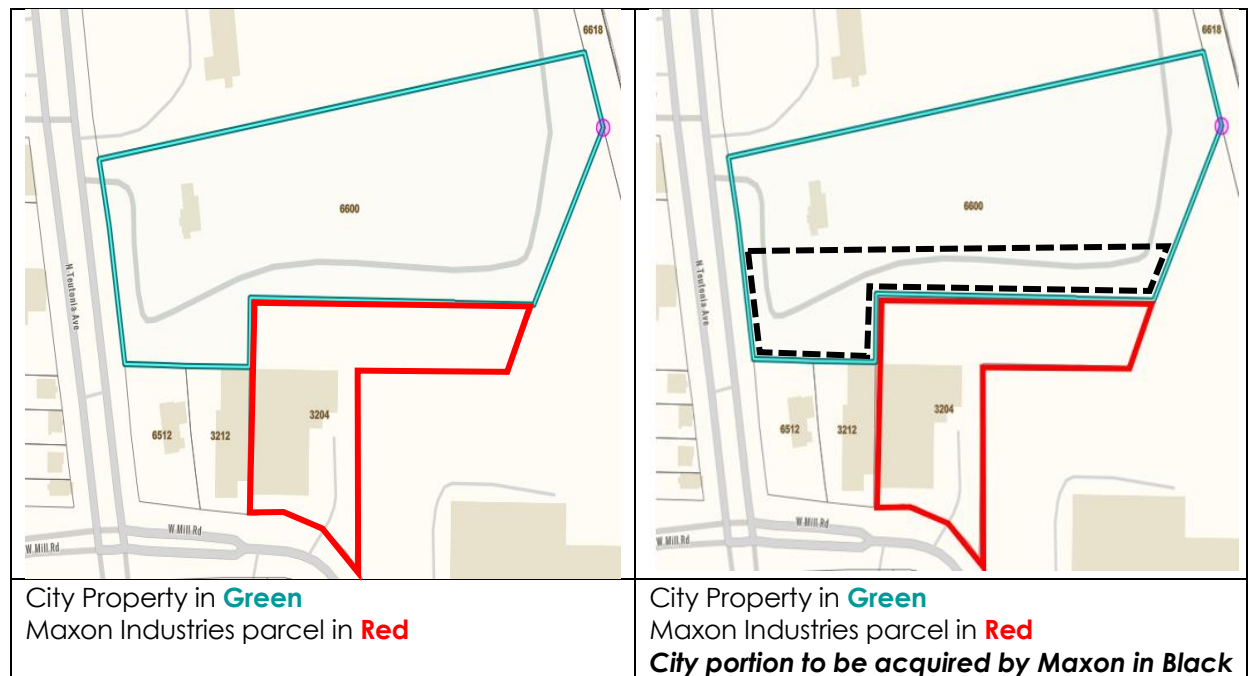 6618
6600
N Teutonia Ave
3204
6512
3212
W Mill Rd
W Mill Rd
City Property in Green
Maxon Industries parcel in Red
6618
6600
N Teutonia Ave
3204
6512
3212
W Mill Rd
W Mill Rd
City Property in Green
Maxon Industries parcel in Red
City portion to be acquired by Maxon in Black